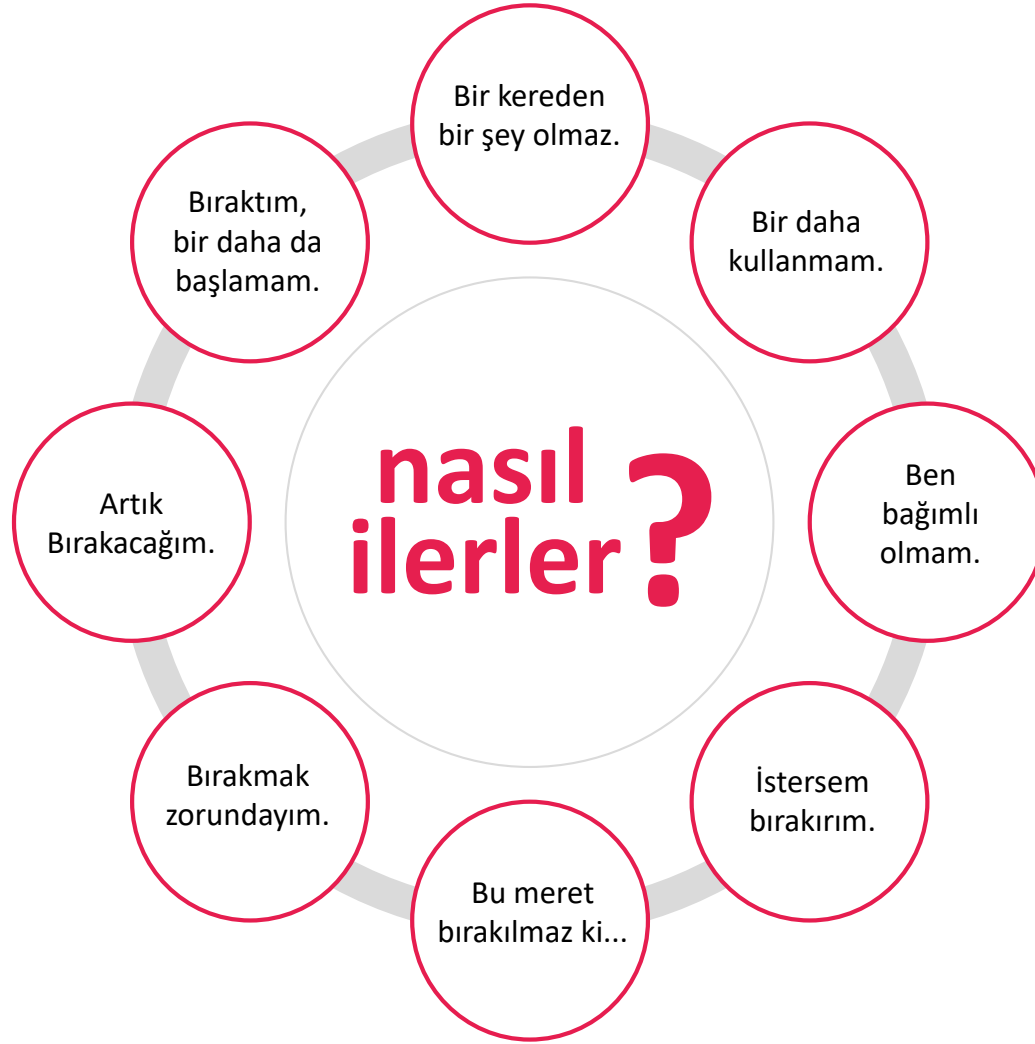 Bir kereden
bir şey olmaz.
Bir daha
kullanmam.
Ben
bağımlı
olmam.
İstersem
bırakırım.
Bu meret
bırakılmaz ki...
Bırakmak
zorundayım.
Artık
Bırakacağım.
Bıraktım,
bir daha da
başlamam.
nasıl
ilerler?